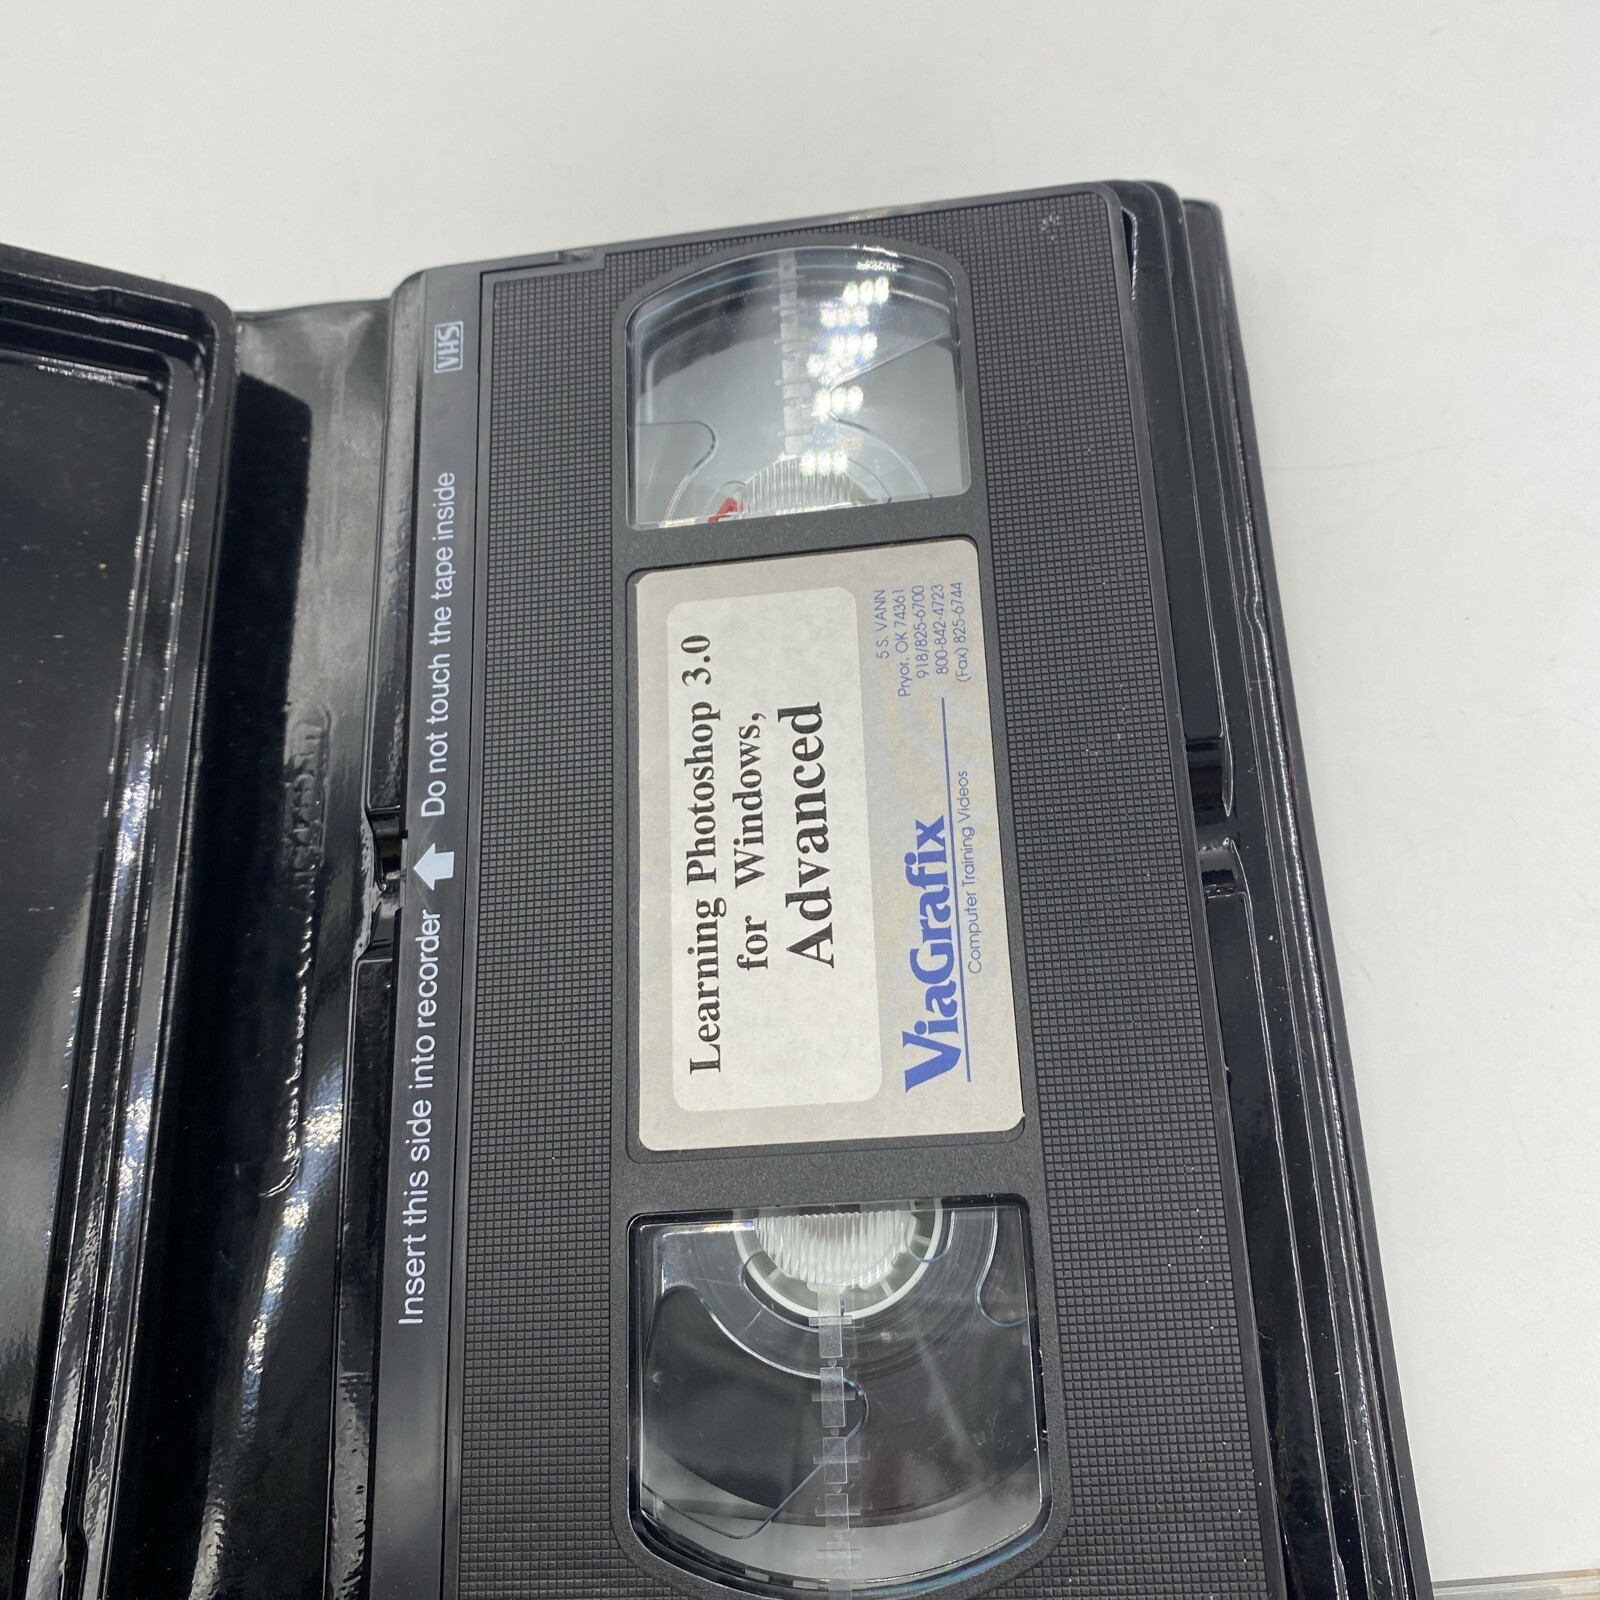 Insert this side into recorder
Do not touch the tape inside
VHS
Learning Photoshop 3.0
for Windows,
Advanced
ViaGrafix
Computer Training Videos
5 S. VANN
Pryor, OK 74361
918/825-6700
800-842-4723
(Fax) 825-6744